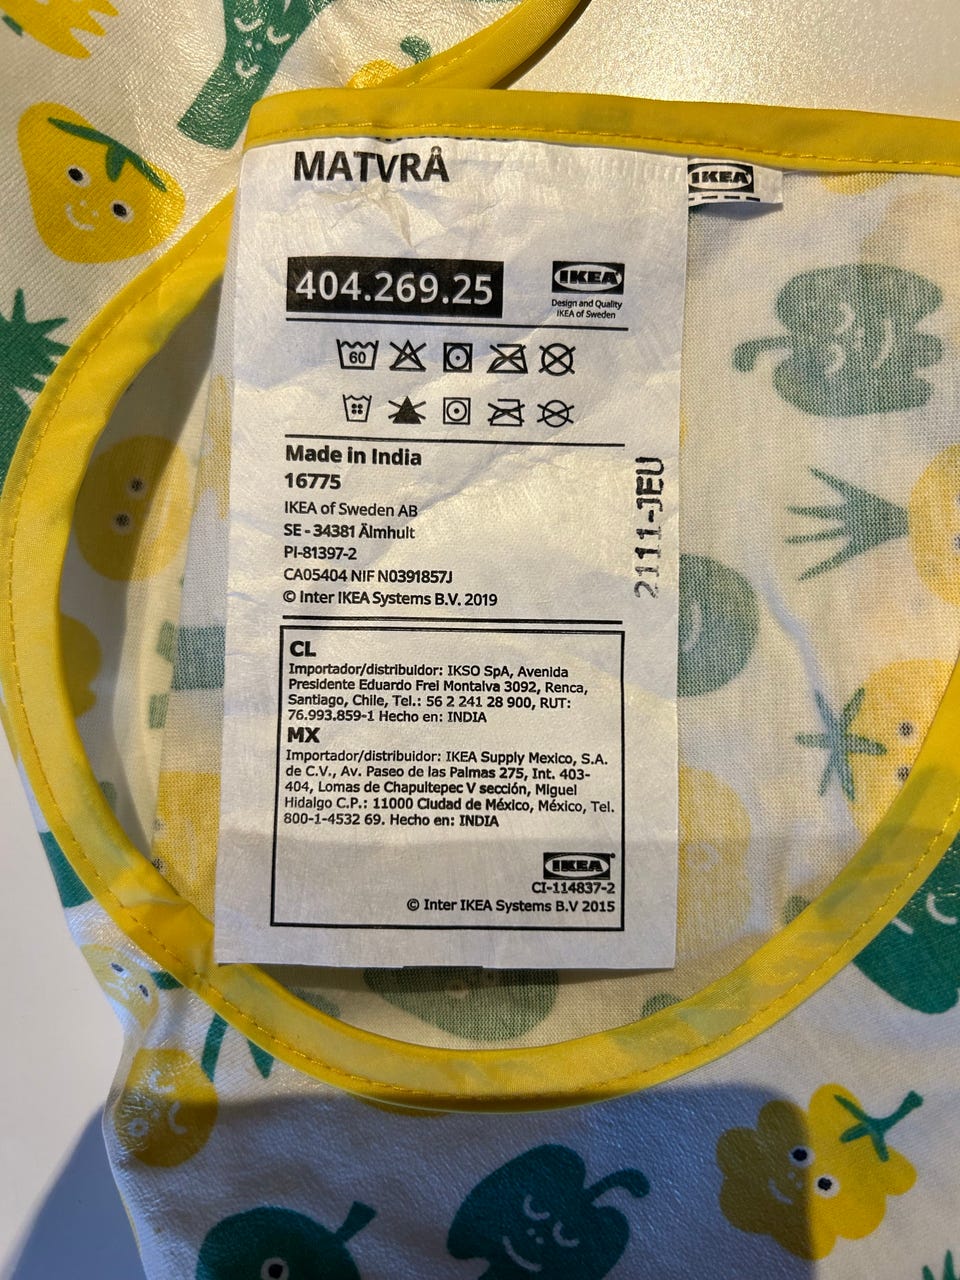 MATVRÅ
IKEA
404.269.25
IKEA
Design and Quality
IKEA of Sweden
60
Made in India
16775
IKEA of Sweden AB
SE - 34381 Älmhult
PI-81397-2
CA05404 NIF N0391857J
© Inter IKEA Systems B.V. 2019
2111-JEU
CL
Importador/distribuidor: IKSO SpA, Avenida
Presidente Eduardo Frei Montalva 3092, Renca,
Santiago, Chile, Tel.: 56 2 241 28 900, RUT:
76.993.859-1 Hecho en: INDIA
MX
Importador/distribuidor: IKEA Supply Mexico, S.A.
de C.V., Av. Paseo de las Palmas 275, Int. 403-
404, Lomas de Chapultepec V sección, Miguel
Hidalgo C.P.: 11000 Ciudad de México, México, Tel.
800-1-4532 69. Hecho en: INDIA
IKEA
CI-114837-2
© Inter IKEA Systems B.V 2015